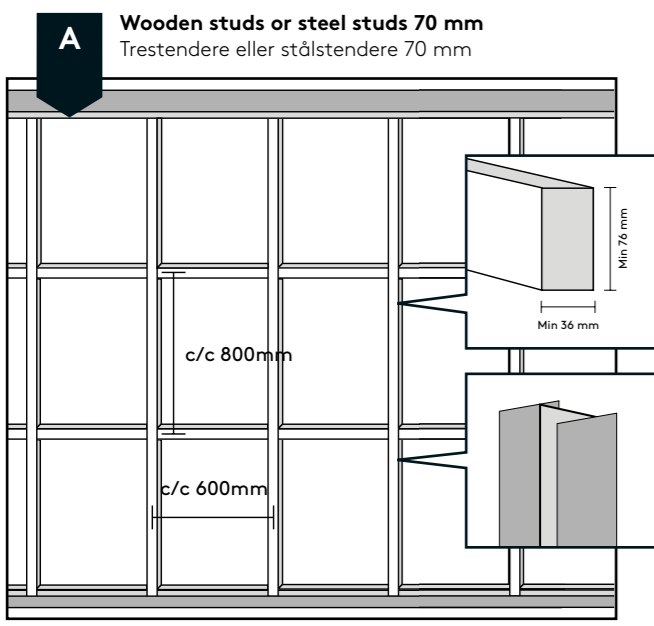 A
Wooden studs or steel studs 70 mm
Trestendere eller stålstendere 70 mm
Min 76 mm
Min 36 mm
c/c 800mm
c/c 600mm